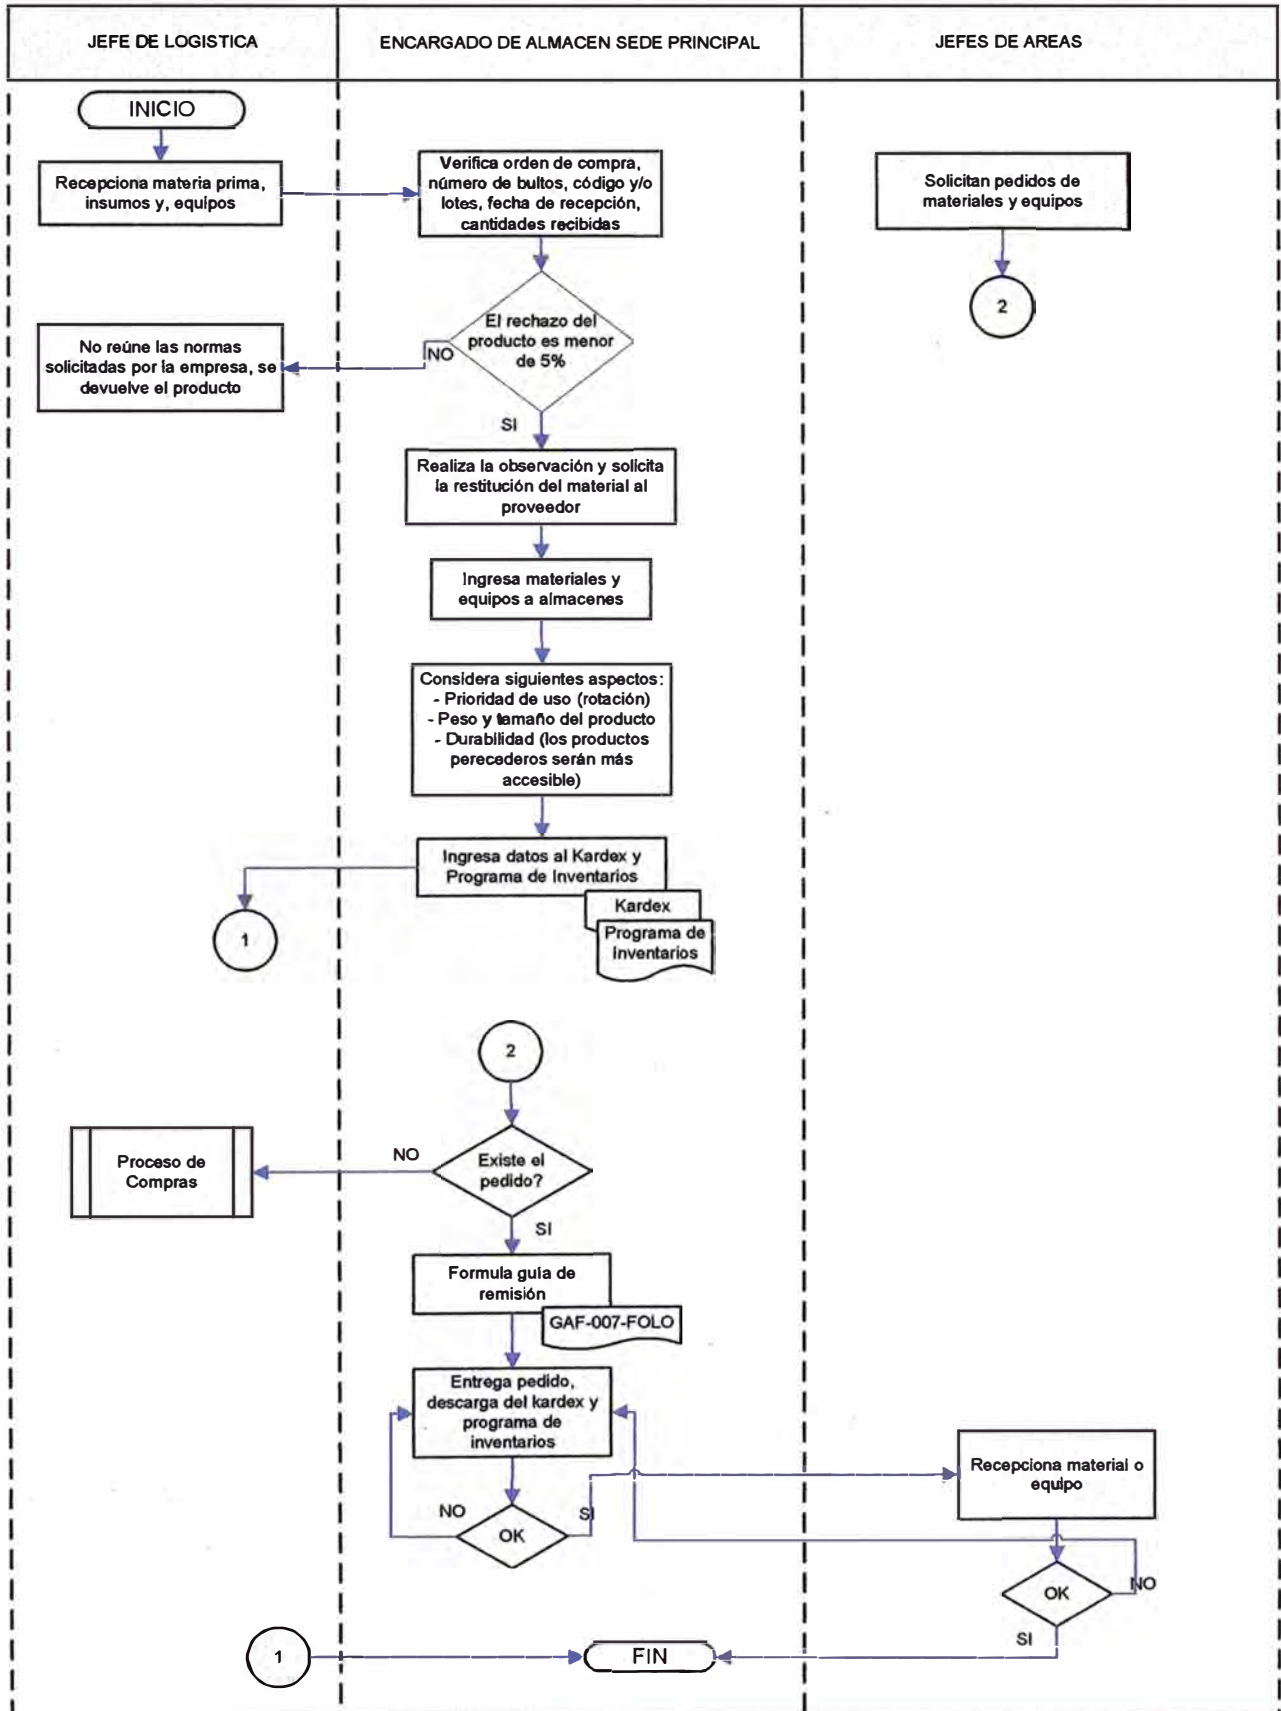 JEFE DE LOGISTICA
ENCARGADO DE ALMACEN SEDE PRINCIPAL
JEFES DE AREAS
INICIO
Recepciona materia prima,
insumos y, equipos
Verifica orden de compra,
número de bultos, código y/o
lotes, fecha de recepción,
cantidades recibidas
Solicitan pedidos de
materiales y equipos
2
El rechazo del
producto es menor
de 5%
NO
No reúne las normas
solicitadas por la empresa, se
devuelve el producto
SI
Realiza la observación y solicita
la restitución del material al
proveedor
Ingresa materiales y
equipos a almacenes
Considera siguientes aspectos:
- Prioridad de uso (rotación)
- Peso y tamaño del producto
- Durabilidad (los productos
perecederos serán más
accesible)
Ingresa datos al Kardex y
Programa de Inventarios
Kardex
Programa de
Inventarios
1
2
Existe el
pedido?
NO
Proceso de
Compras
SI
Formula guía de
remisión
GAF-007-FOLO
Entrega pedido,
descarga del kardex y
programa de
inventarios
Recepciona material o
equipo
NO
OK
SI
OK
NO
SI
1
FIN